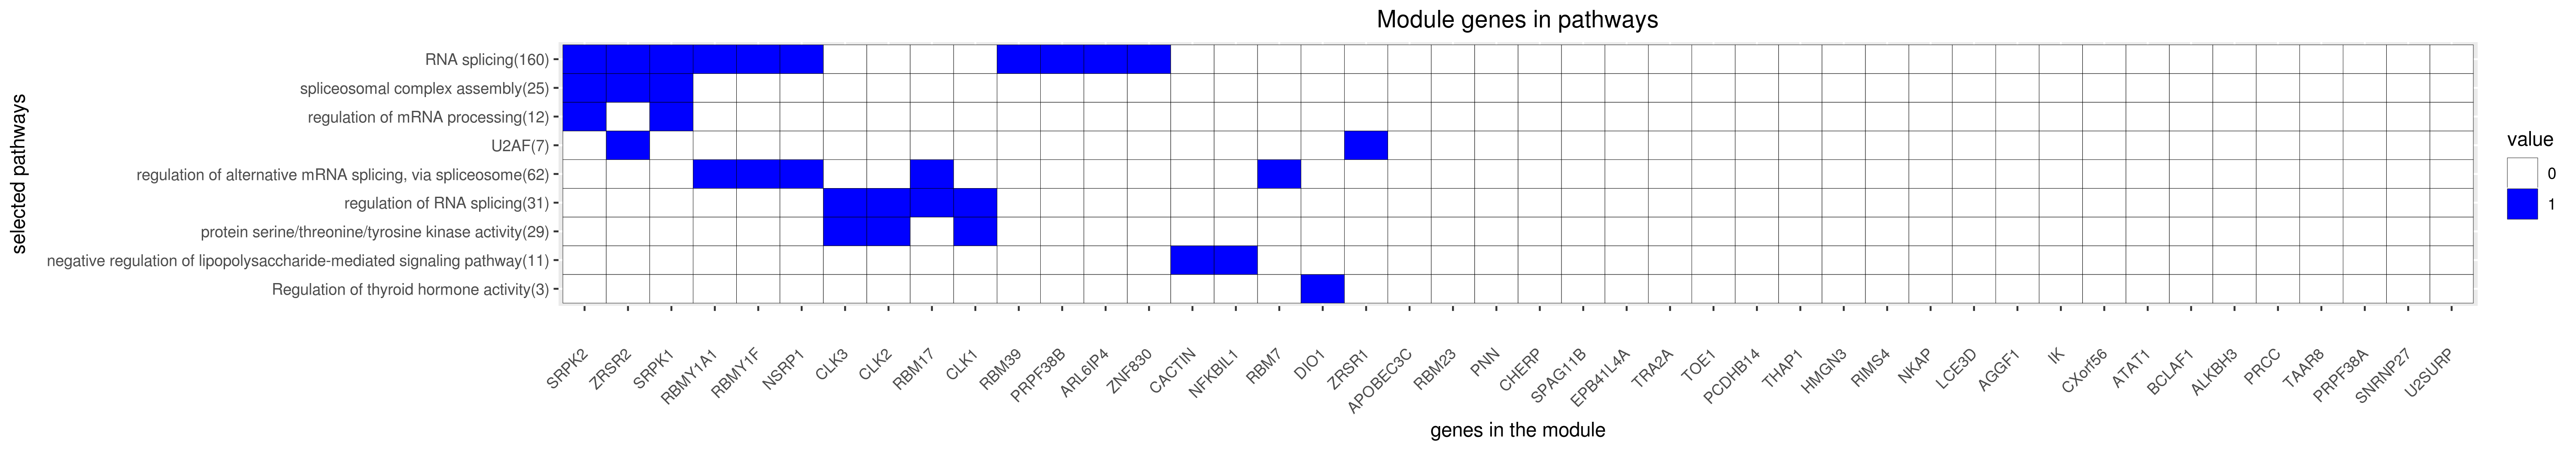 Module genes in pathways
selected pathways
RNA splicing(160)
spliceosomal complex assembly(25)
regulation of mRNA processing(12)
U2AF(7)
regulation of alternative mRNA splicing, via spliceosome(62)
regulation of RNA splicing(31)
protein serine/threonine/tyrosine kinase activity(29)
negative regulation of lipopolysaccharide-mediated signaling pathway(11)
Regulation of thyroid hormone activity(3)
value
0
1
SRPK2
ZRSR2
SRPK1
RBMY1A1
RBMY1F
NSRP1
CLK3
CLK2
RBM17
CLK1
RBM39
PRPF38B
ARL6IP4
ZNF830
CACTIN
NFKBIL1
RBM7
DIO1
ZRSR1
APOBEC3C
RBM23
PNN
CHERP
SPAG11B
EPB41L4A
TRA2A
TOE1
PCDHB14
THAP1
HMGN3
RIMS4
NKAP
LCE3D
AGGF1
IK
CXorf56
ATAT1
BCLAF1
ALKBH3
PRCC
TAAR8
PRPF38A
SNRNP27
U2SURP
genes in the module